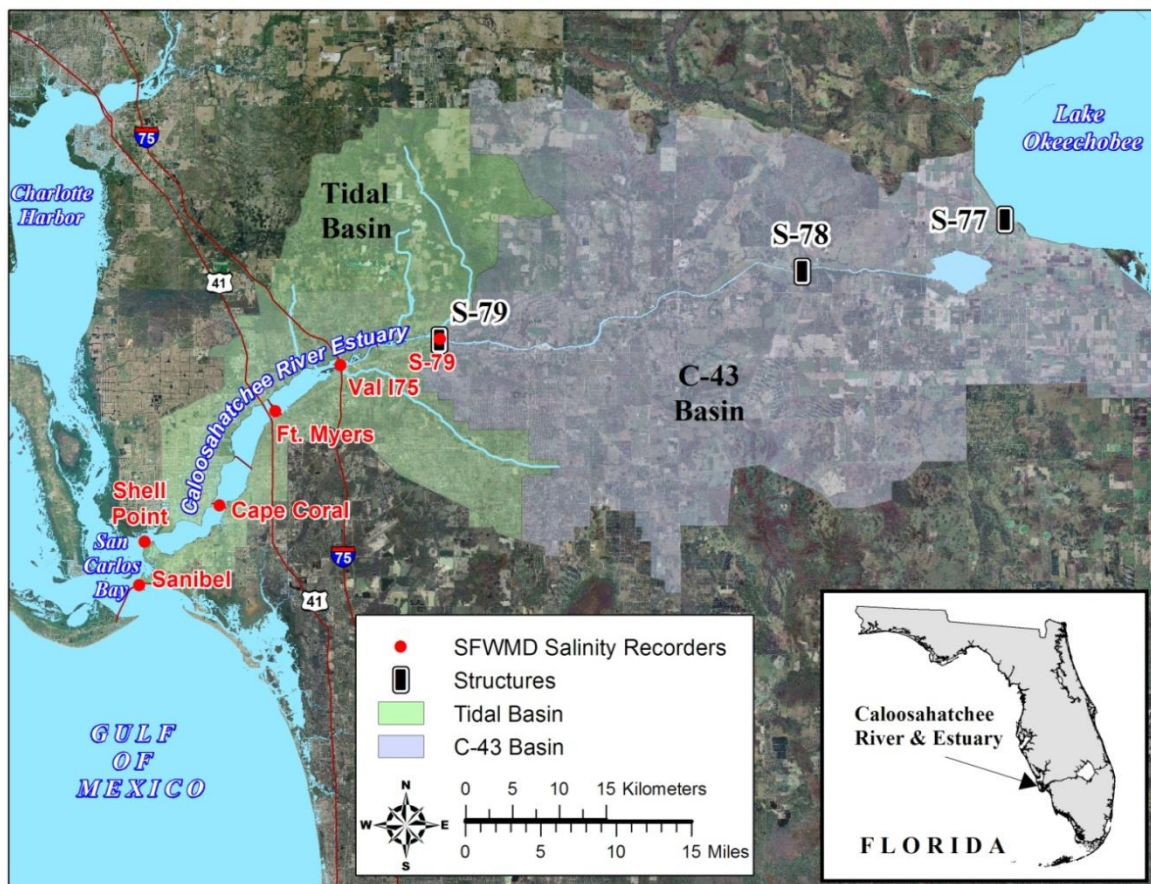 75
Lake
Okeechobee
Charlotte
Harbor
Tidal
Basin
S-77
S-78
41
S-79
S-79
Caloosahatchee River Estuary
Val I75
C-43
Basin
Ft. Myers
Shell
Point
Cape Coral
San
Carlos
Bay
Sanibel
75
41
GULF
OF
MEXICO
SFWMD Salinity Recorders
Structures
Tidal Basin
C-43 Basin
N
W E
S
0 5 10 15 Kilometers
0 5 10 15 Miles
Caloosahatchee
River & Estuary
FLORIDA